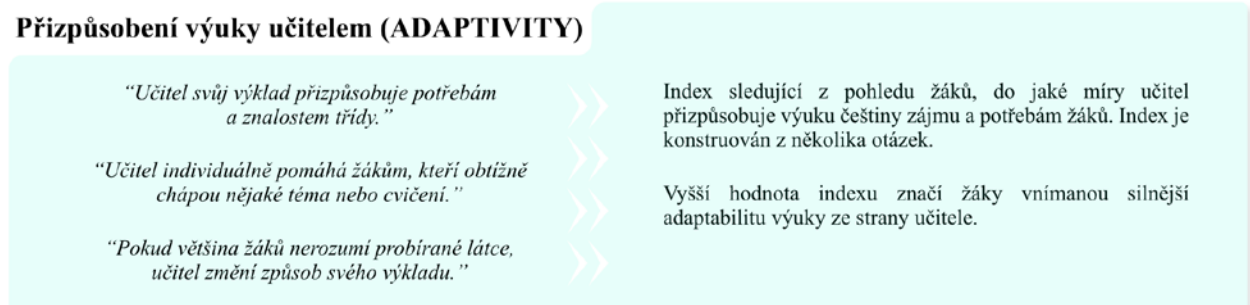 Přizpůsobení výuky učitelem (ADAPTIVITY)
“Učitel svůj výklad přizpůsobuje potřebám
a znalostem třídy.”
“Učitel individuálně pomáhá žákům, kteří obtížně
chápou nějaké téma nebo cvičení.”
“Pokud většina žáků nerozumí probírané látce,
učitel změní způsob svého výkladu.”
Index sledující z pohledu žáků, do jaké míry učitel
přizpůsobuje výuku češtiny zájmu a potřebám žáků. Index je
konstruován z několika otázek.
Vyšší hodnota indexu značí žáky vnímanou silnější
adaptabilitu výuky ze strany učitele.